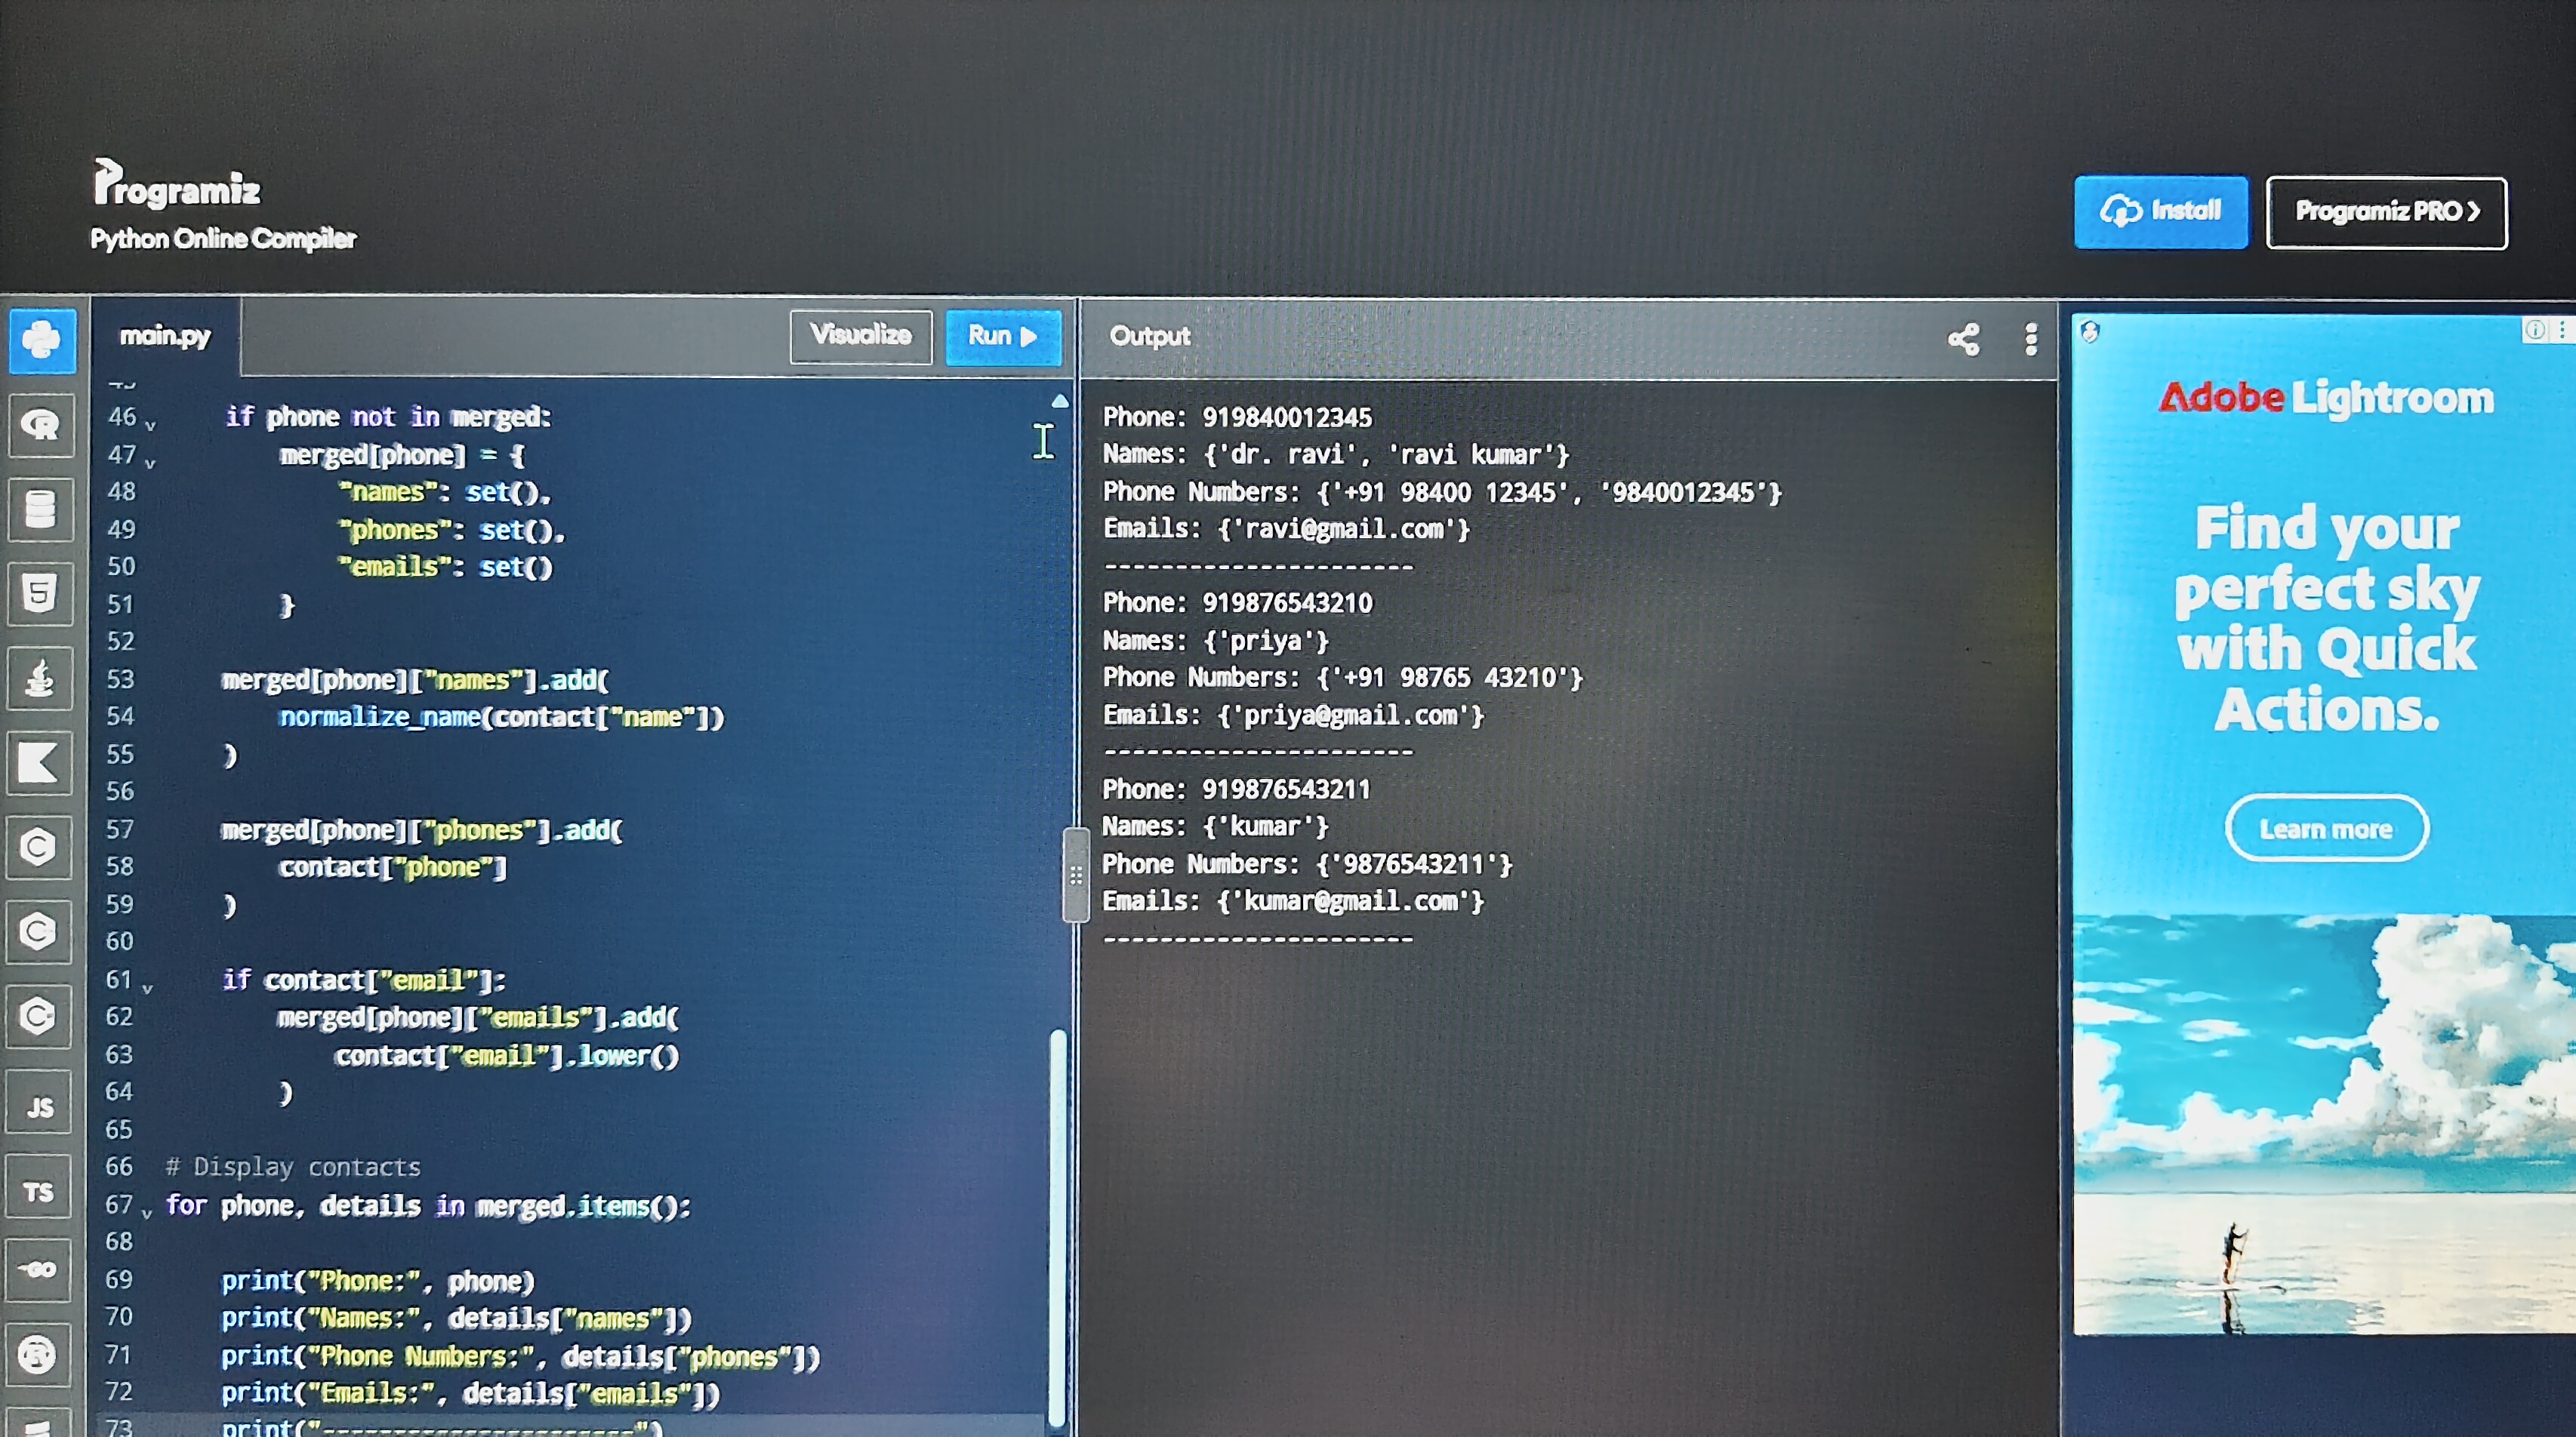 Programiz
Python Online Compiler
Install
Programiz PRO >
main.py
Visualize
Run
Output
46 if phone not in merged:
47 merged[phone] = {
48 "names": set(),
49 "phones": set(),
50 "emails": set()
51 }
52
53 merged[phone]["names"].add(
54 normalize_name(contact["name"])
55 )
56
57 merged[phone]["phones"].add(
58 contact["phone"]
59 )
60
61 if contact["email"]:
62 merged[phone]["emails"].add(
63 contact["email"].lower()
64 )
65
66 # Display contacts
67 for phone, details in merged.items():
68
69 print("Phone:", phone)
70 print("Names:", details["names"])
71 print("Phone Numbers:", details["phones"])
72 print("Emails:", details["emails"])
73 print("----------------------")
Phone: 919840012345
Names: {'dr. ravi', 'ravi kumar'}
Phone Numbers: {'+91 98400 12345', '9840012345'}
Emails: {'ravi@gmail.com'}
----------------------
Phone: 919876543210
Names: {'priya'}
Phone Numbers: {'+91 98765 43210'}
Emails: {'priya@gmail.com'}
----------------------
Phone: 919876543211
Names: {'kumar'}
Phone Numbers: {'9876543211'}
Emails: {'kumar@gmail.com'}
----------------------
R
5
C
C
C
JS
TS
GO
Adobe Lightroom
Find your
perfect sky
with Quick
Actions.
Learn more